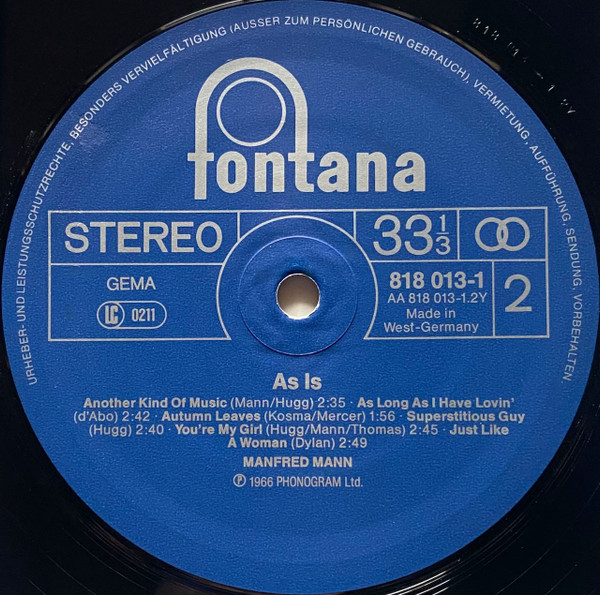 URHEBER- UND LEISTUNGSSCHUTZRECHTE, BESONDERS VERVIELFÄLTIGUNG (AUSSER ZUM PERSÖNLICHEN GEBRAUCH), VERMIETUNG, AUFFÜHRUNG, SENDUNG, VORBEHALTEN
fontana
STEREO
33 1/3
GEMA
LC 0211
818 013-1
AA 818 013-1.2Y
Made in
West-Germany
2
As Is
Another Kind Of Music (Mann/Hugg) 2:35 · As Long As I Have Lovin'
(d'Abo) 2:42 · Autumn Leaves (Kosma/Mercer) 1:56 · Superstitious Guy
(Hugg) 2:40 · You're My Girl (Hugg/Mann/Thomas) 2:45 · Just Like
A Woman (Dylan) 2:49
MANFRED MANN
Ⓟ 1966 PHONOGRAM Ltd.